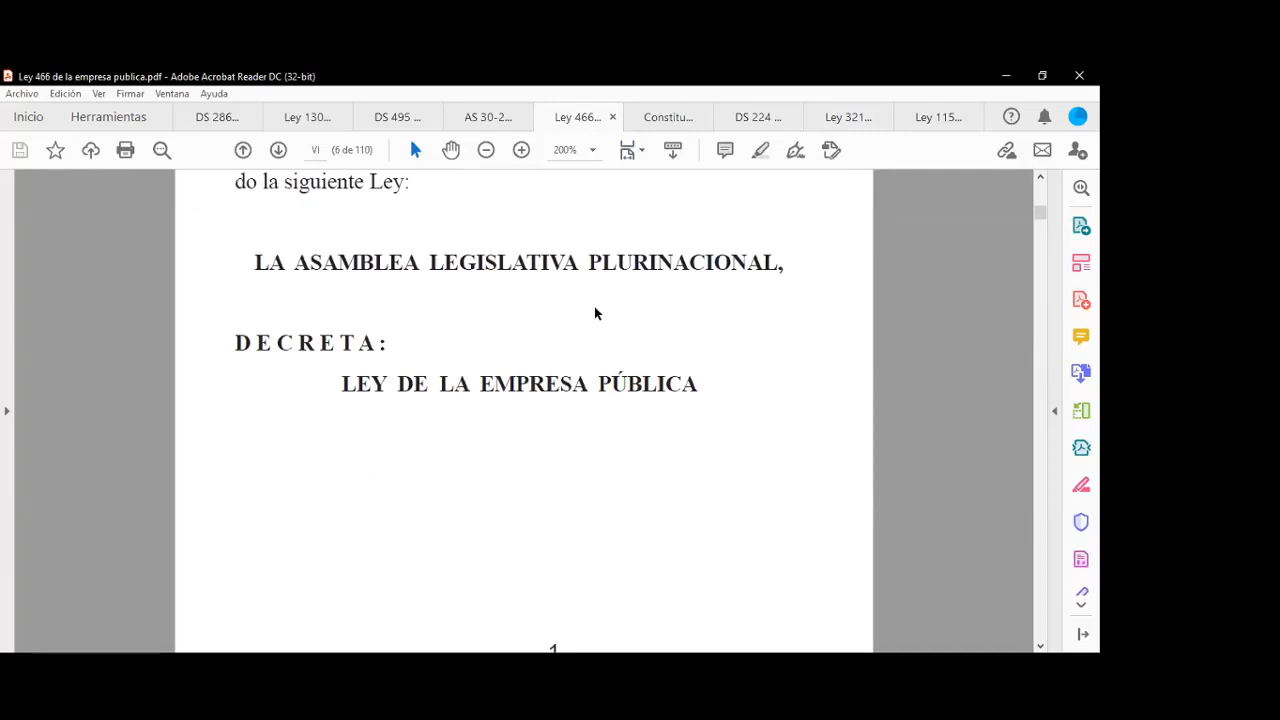 Ley 466 de la empresa publica.pdf - Adobe Acrobat Reader DC (32-bit)
Archivo Edición Ver Firmar Ventana Ayuda
Inicio Herramientas DS 286... Ley 130... DS 495 ... AS 30-2... Ley 466... × Constitu... DS 224 ... Ley 321... Ley 115...
VI (6 de 110) 200%
do la siguiente Ley:
LA ASAMBLEA LEGISLATIVA PLURINACIONAL,
D E C R E T A :
LEY DE LA EMPRESA PÚBLICA
1